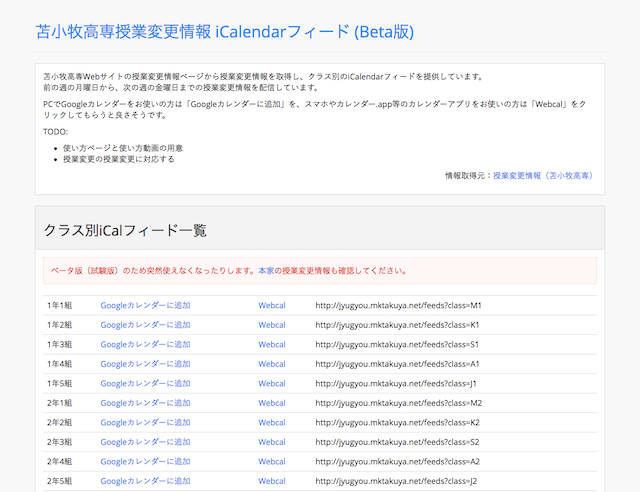 苫小牧高専授業変更情報 iCalendarフィード (Beta版)
苫小牧高専Webサイトの授業変更情報ページから授業変更情報を取得し、クラス別のiCalendarフィードを提供しています。
前の週の月曜日から、次の週の金曜日までの授業変更情報を配信しています。
PCでGoogleカレンダーをお使いの方は「Googleカレンダーに追加」を、スマホやカレンダー.app等のカレンダーアプリをお使いの方は「Webcal」をク
リックしてもらうと良さそうです。
TODO:
• 使い方ページと使い方動画の用意
• 授業変更の授業変更に対応する
情報取得元：授業変更情報（苫小牧高専）
クラス別iCalフィード一覧
ベータ版（試験版）のため突然使えなくなったりします。本家の授業変更情報も確認してください。
1年1組 Googleカレンダーに追加 Webcal http://jyugyou.mktakuya.net/feeds?class=M1
1年2組 Googleカレンダーに追加 Webcal http://jyugyou.mktakuya.net/feeds?class=K1
1年3組 Googleカレンダーに追加 Webcal http://jyugyou.mktakuya.net/feeds?class=S1
1年4組 Googleカレンダーに追加 Webcal http://jyugyou.mktakuya.net/feeds?class=A1
1年5組 Googleカレンダーに追加 Webcal http://jyugyou.mktakuya.net/feeds?class=J1
2年1組 Googleカレンダーに追加 Webcal http://jyugyou.mktakuya.net/feeds?class=M2
2年2組 Googleカレンダーに追加 Webcal http://jyugyou.mktakuya.net/feeds?class=K2
2年3組 Googleカレンダーに追加 Webcal http://jyugyou.mktakuya.net/feeds?class=S2
2年4組 Googleカレンダーに追加 Webcal http://jyugyou.mktakuya.net/feeds?class=A2
2年5組 Googleカレンダーに追加 Webcal http://jyugyou.mktakuya.net/feeds?class=J2